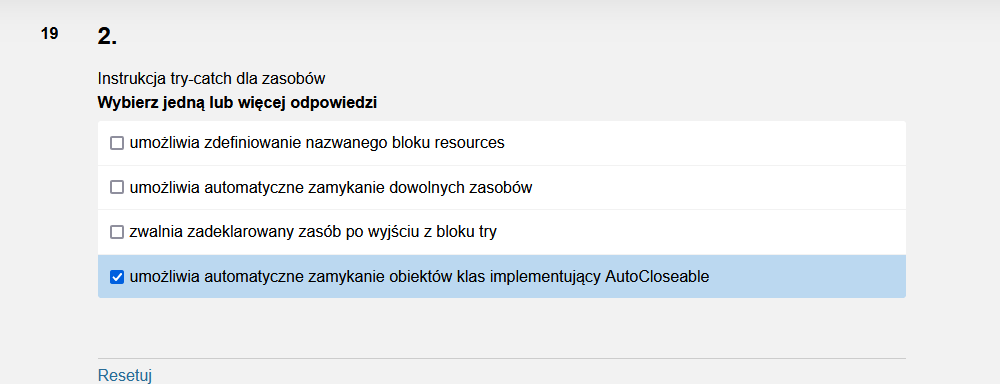 19
2.
Instrukcja try-catch dla zasobów
Wybierz jedną lub więcej odpowiedzi
umożliwia zdefiniowanie nazwanego bloku resources
umożliwia automatyczne zamykanie dowolnych zasobów
zwalnia zadeklarowany zasób po wyjściu z bloku try
umożliwia automatyczne zamykanie obiektów klas implementujący AutoCloseable
Resetuj